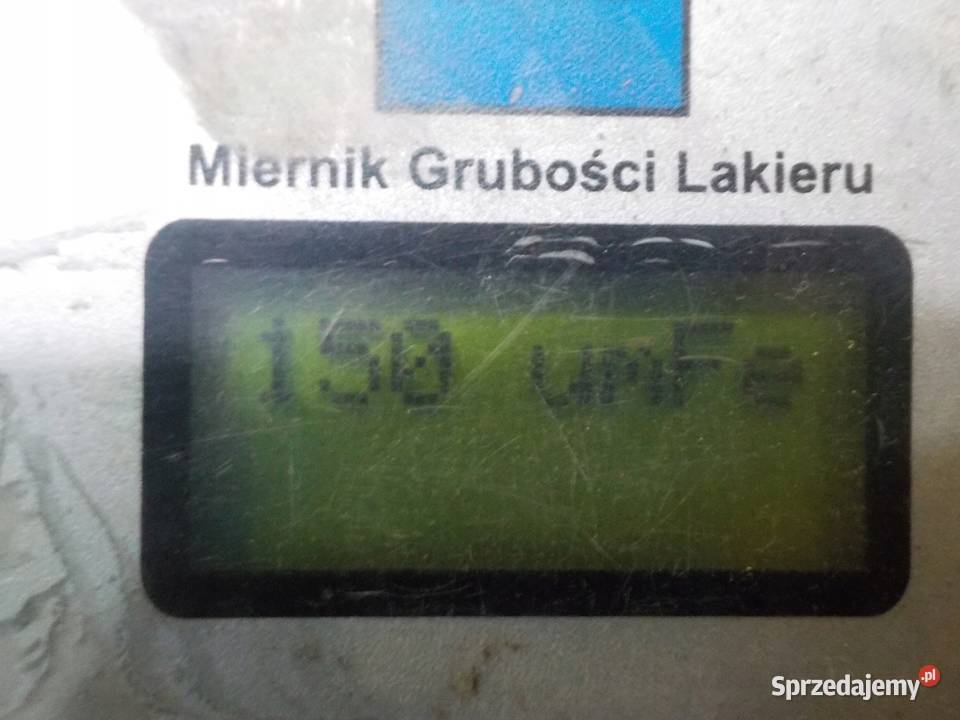 Miernik Grubości Lakieru
150 umFe
Sprzedajemy.pl